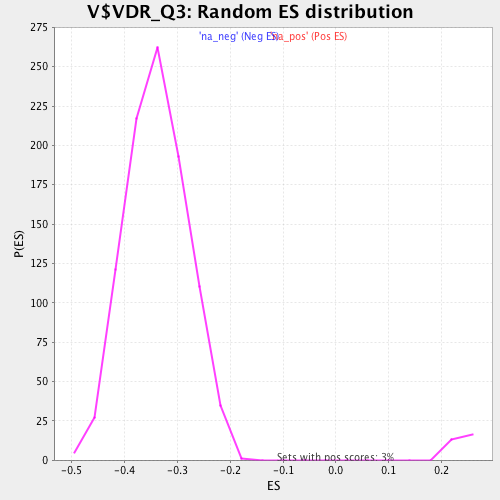 V$VDR_Q3: Random ES distribution
'na_neg' (Neg ES)
'na_pos' (Pos ES)
275
250
225
200
175
150
125
100
75
50
25
0
P(ES)
Sets with pos scores: 3%
-0.5 -0.4 -0.3 -0.2 -0.1 0.0 0.1 0.2
ES